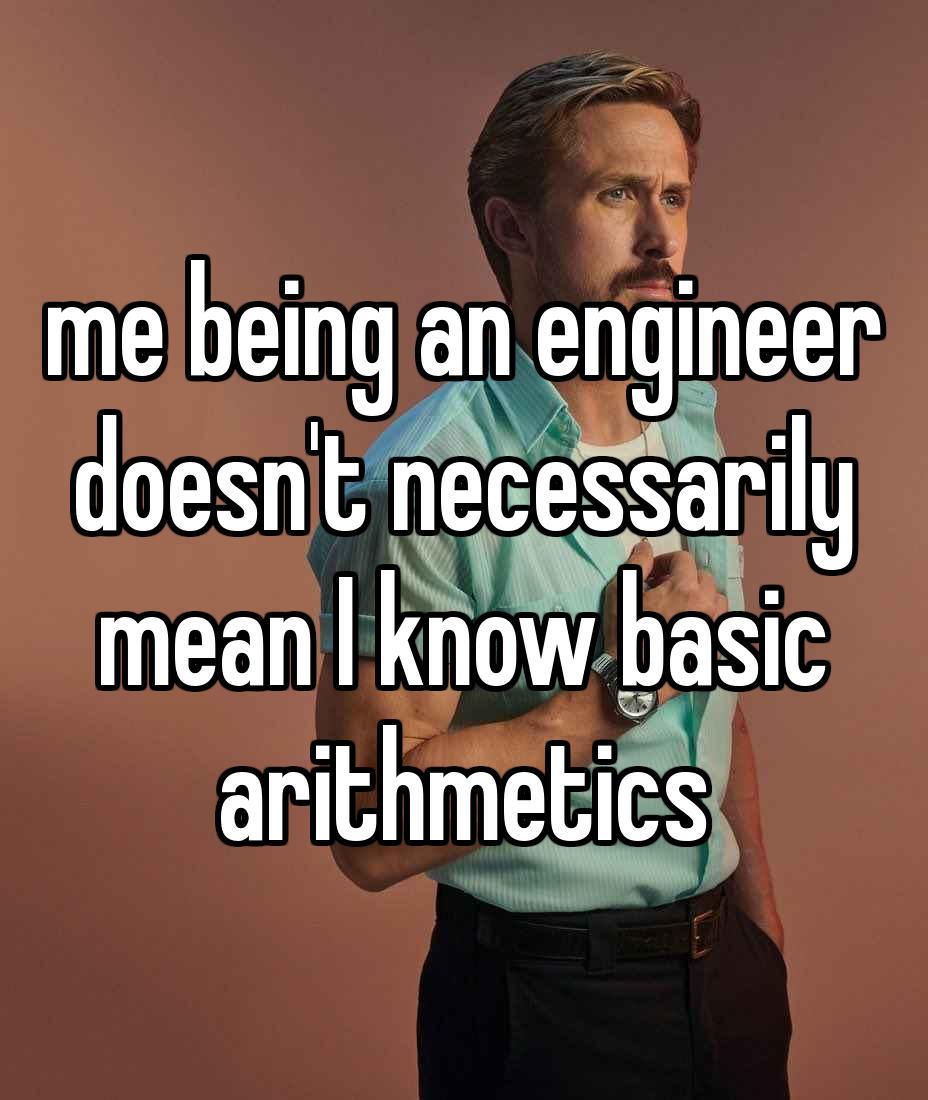 me being an engineer
doesn't necessarily
mean I know basic
arithmetics